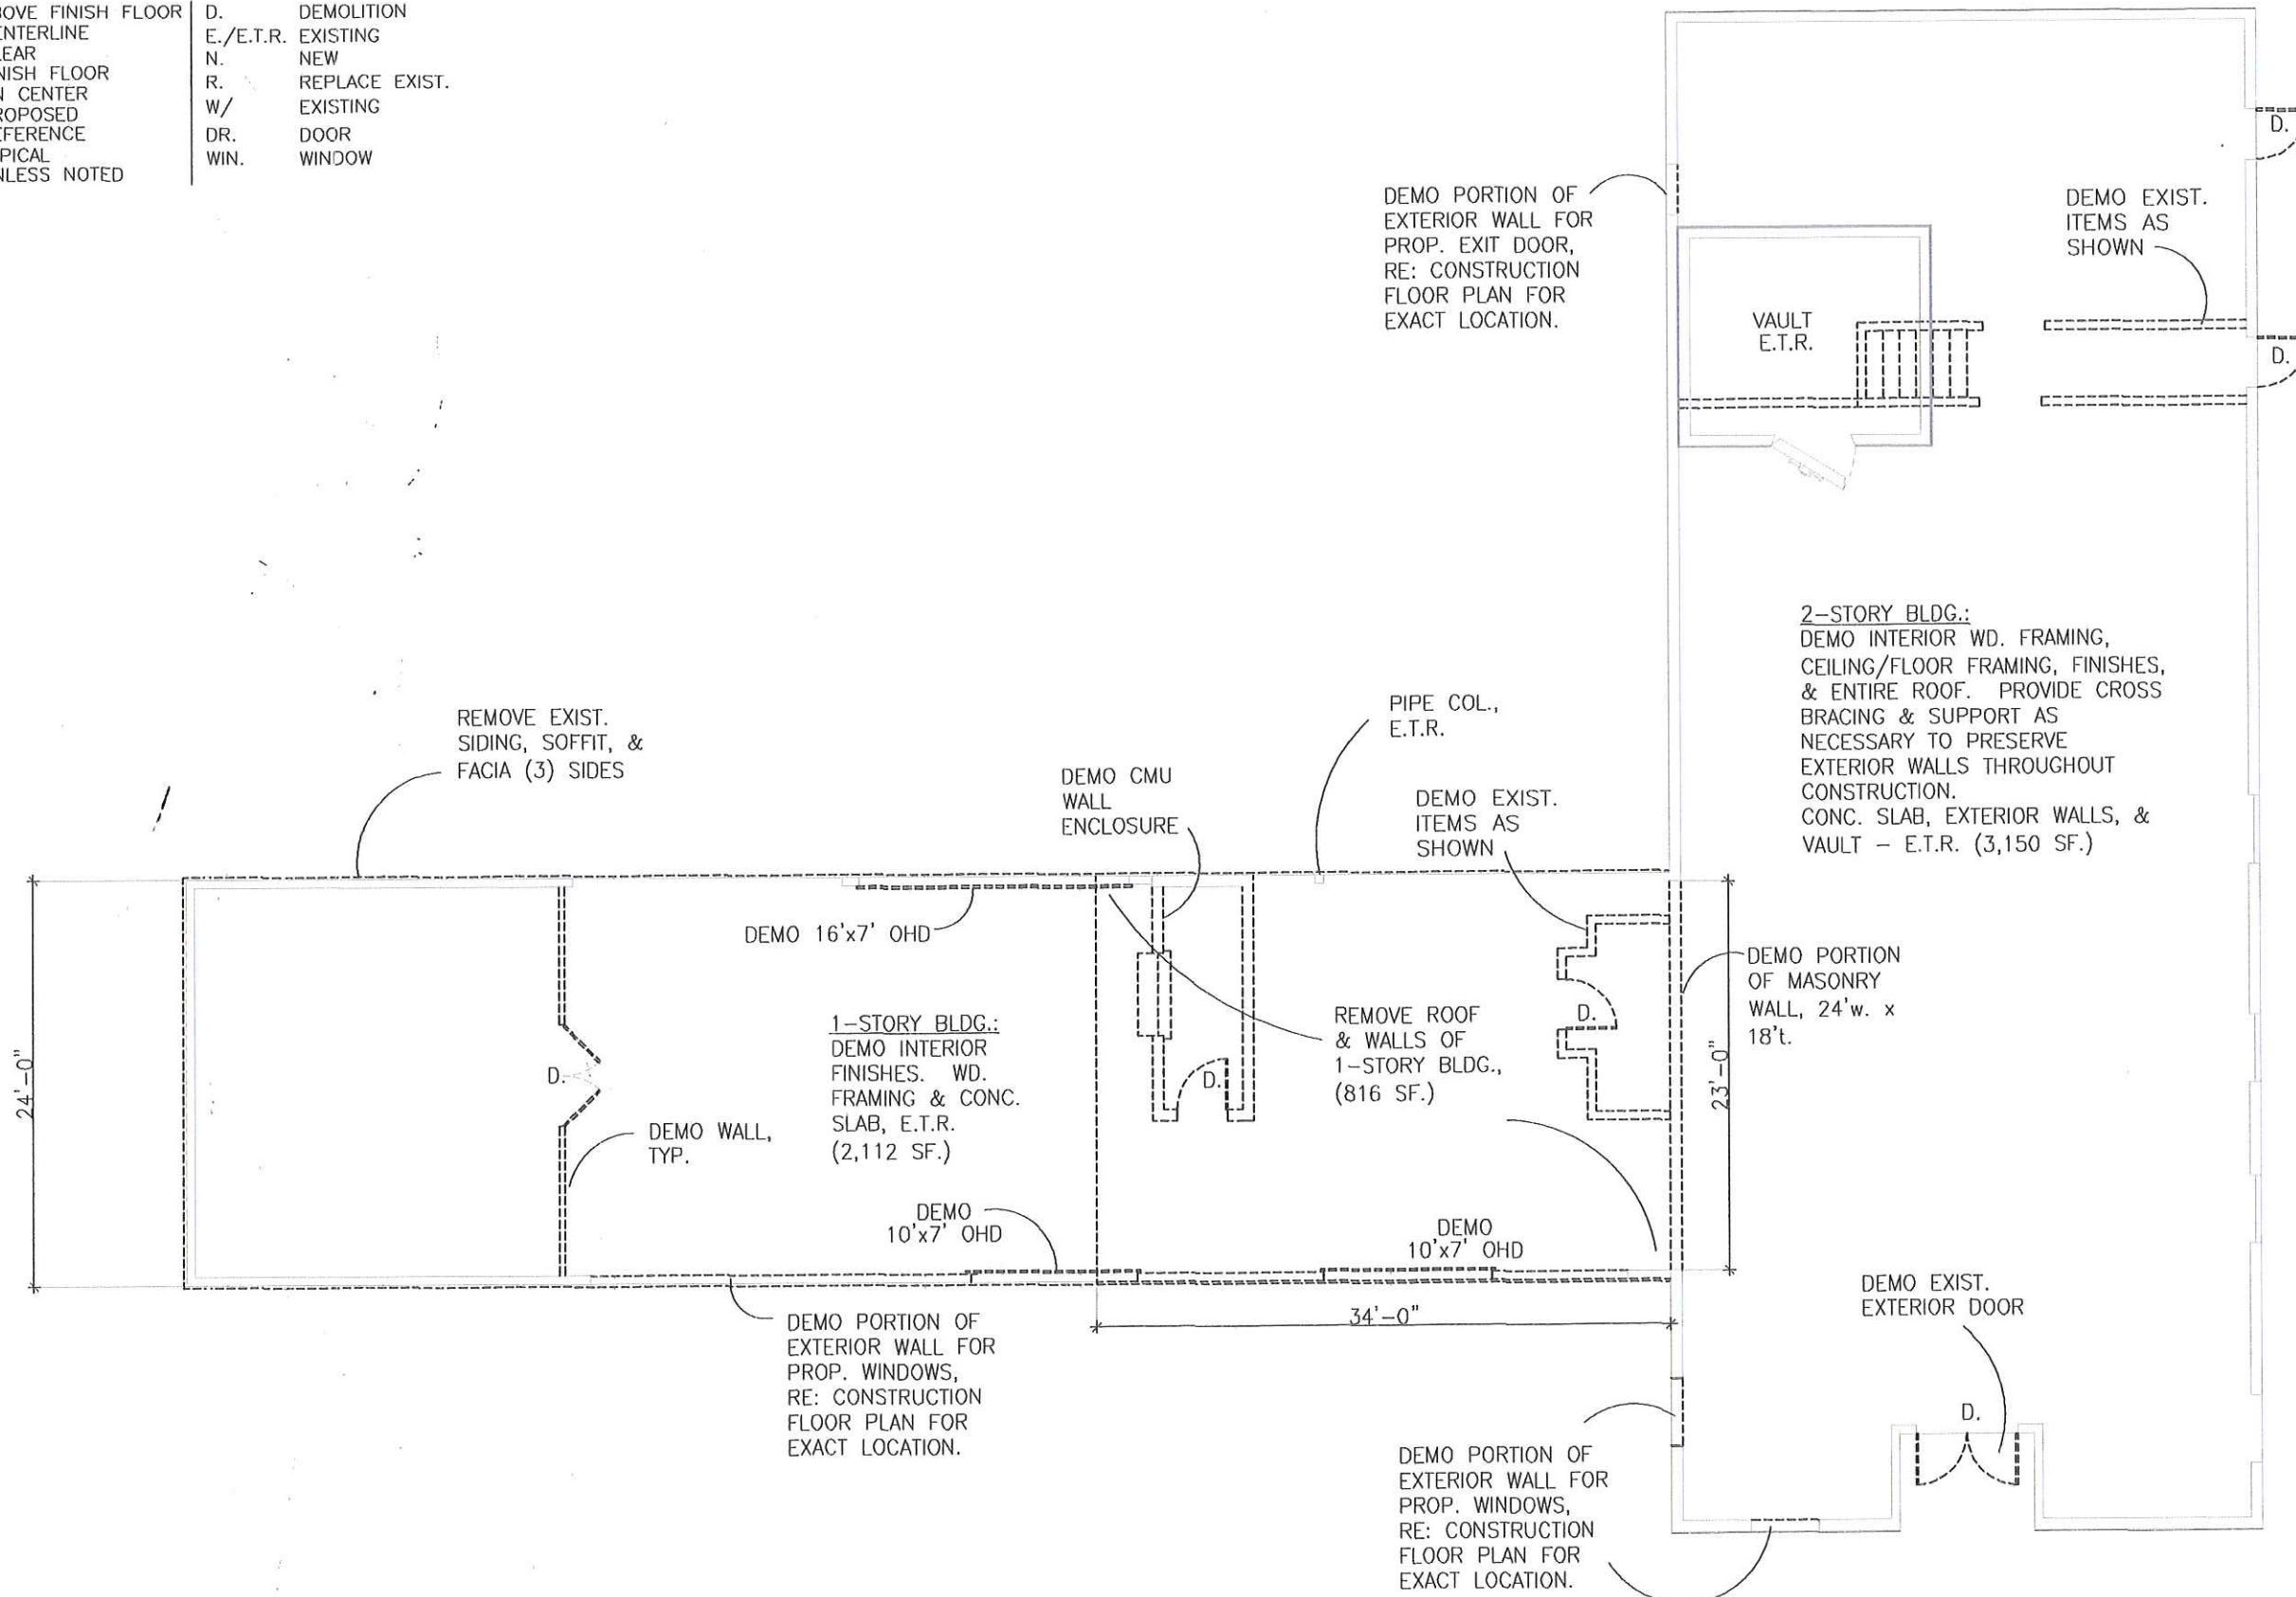 BOVE FINISH FLOOR
ENTERLINE
LEAR
NISH FLOOR
N CENTER
ROPOSED
EFERENCE
PICAL
NLESS NOTED
D. DEMOLITION
E./E.T.R. EXISTING
N. NEW
R. REPLACE EXIST.
W/ EXISTING
DR. DOOR
WIN. WINDOW
DEMO PORTION OF
EXTERIOR WALL FOR
PROP. EXIT DOOR,
RE: CONSTRUCTION
FLOOR PLAN FOR
EXACT LOCATION.
D.
DEMO EXIST.
ITEMS AS
SHOWN
VAULT
E.T.R.
D.
2-STORY BLDG.:
DEMO INTERIOR WD. FRAMING,
CEILING/FLOOR FRAMING, FINISHES,
& ENTIRE ROOF. PROVIDE CROSS
BRACING & SUPPORT AS
NECESSARY TO PRESERVE
EXTERIOR WALLS THROUGHOUT
CONSTRUCTION.
CONC. SLAB, EXTERIOR WALLS, &
VAULT - E.T.R. (3,150 SF.)
REMOVE EXIST.
SIDING, SOFFIT, &
FACIA (3) SIDES
PIPE COL.,
E.T.R.
DEMO CMU
WALL
ENCLOSURE
DEMO EXIST.
ITEMS AS
SHOWN
DEMO 16'x7' OHD
DEMO PORTION
OF MASONRY
WALL, 24'w. x
18't.
24'-0"
D.
1-STORY BLDG.:
DEMO INTERIOR
FINISHES. WD.
FRAMING & CONC.
SLAB, E.T.R.
(2,112 SF.)
D.
REMOVE ROOF
& WALLS OF
1-STORY BLDG.,
(816 SF.)
D.
23'-0"
DEMO WALL,
TYP.
DEMO
10'x7' OHD
DEMO
10'x7' OHD
34'-0"
DEMO EXIST.
EXTERIOR DOOR
D.
DEMO PORTION OF
EXTERIOR WALL FOR
PROP. WINDOWS,
RE: CONSTRUCTION
FLOOR PLAN FOR
EXACT LOCATION.
DEMO PORTION OF
EXTERIOR WALL FOR
PROP. WINDOWS,
RE: CONSTRUCTION
FLOOR PLAN FOR
EXACT LOCATION.